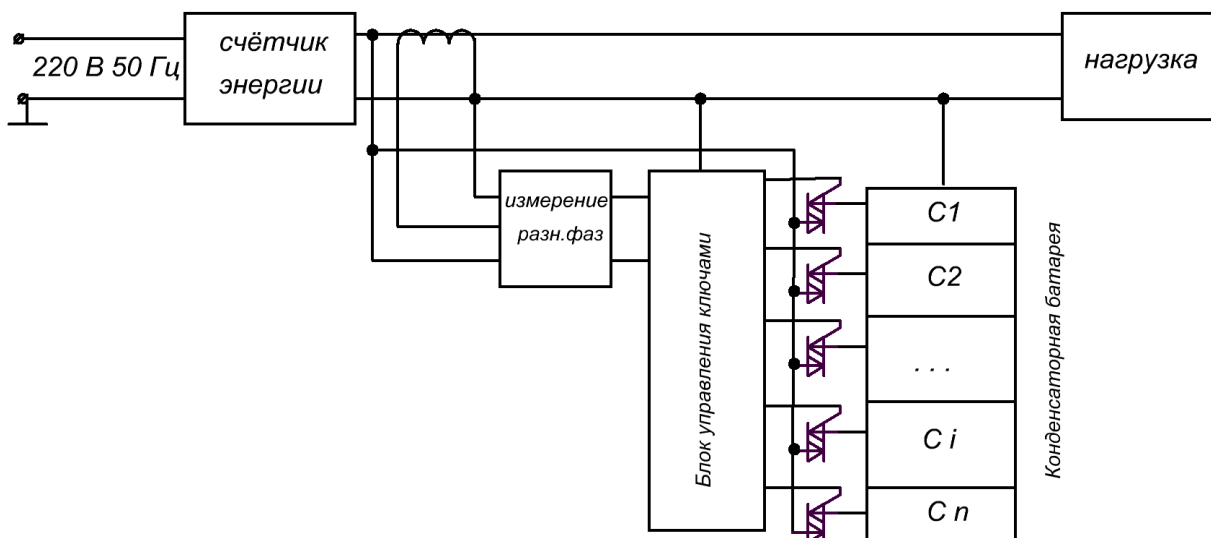 220 В 50 Гц
счётчик
энергии
нагрузка
измерение
разн.фаз
Блок управления ключами
C1
C2
. . .
C i
C n
Конденсаторная батарея